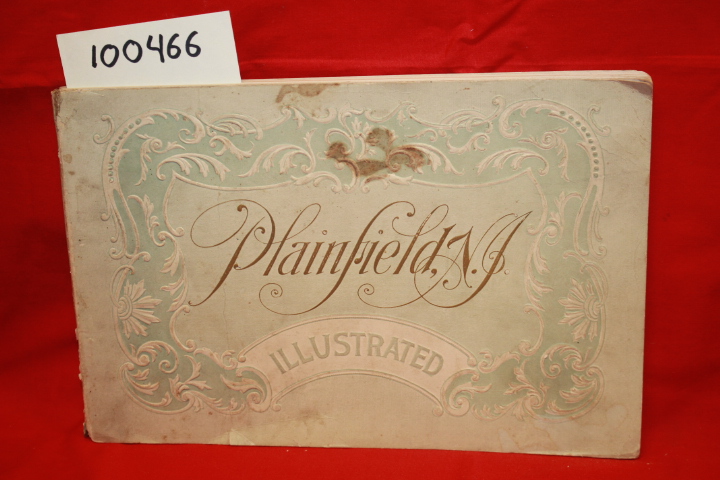 100466
Plainfield, N.J.
ILLUSTRATED